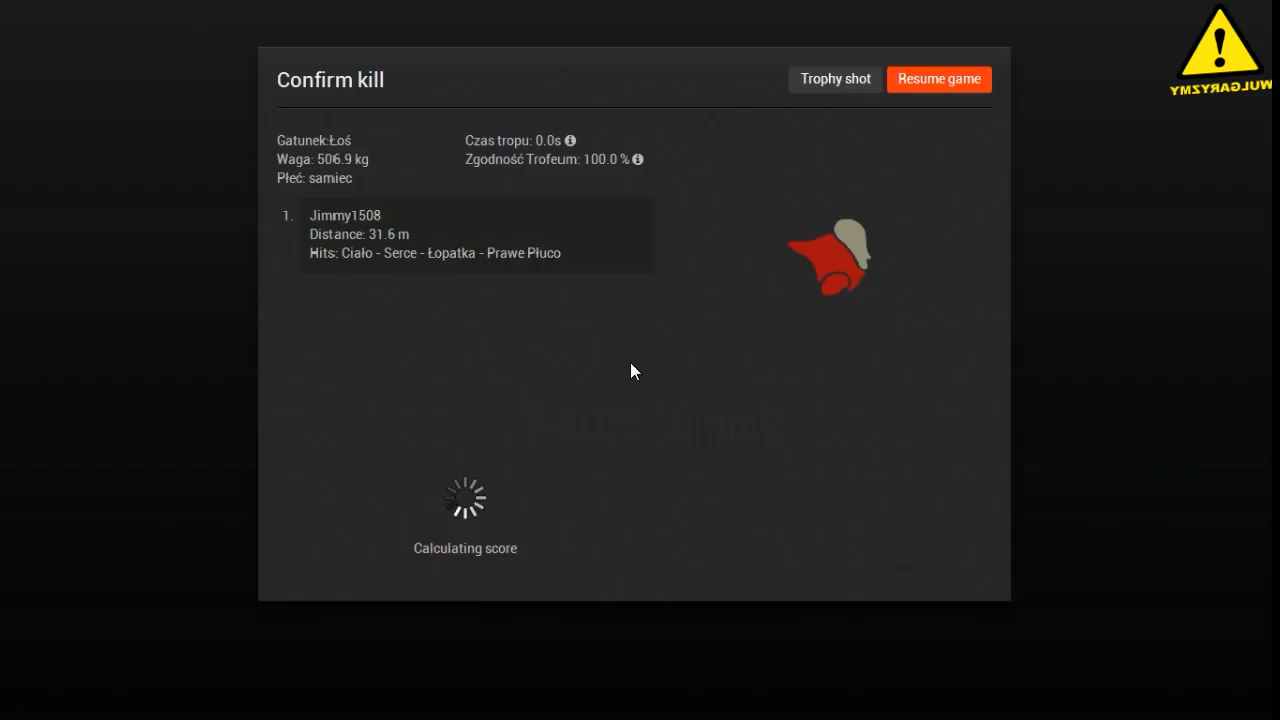 Confirm kill
Trophy shot
Resume game
WULGARYZMY
Gatunek:Łoś
Waga: 506.9 kg
Płeć: samiec
Czas tropu: 0.0s
Zgodność Trofeum: 100.0 %
1.
Jimmy1508
Distance: 31.6 m
Hits: Ciało - Serce - Łopatka - Prawe Płuco
Calculating score